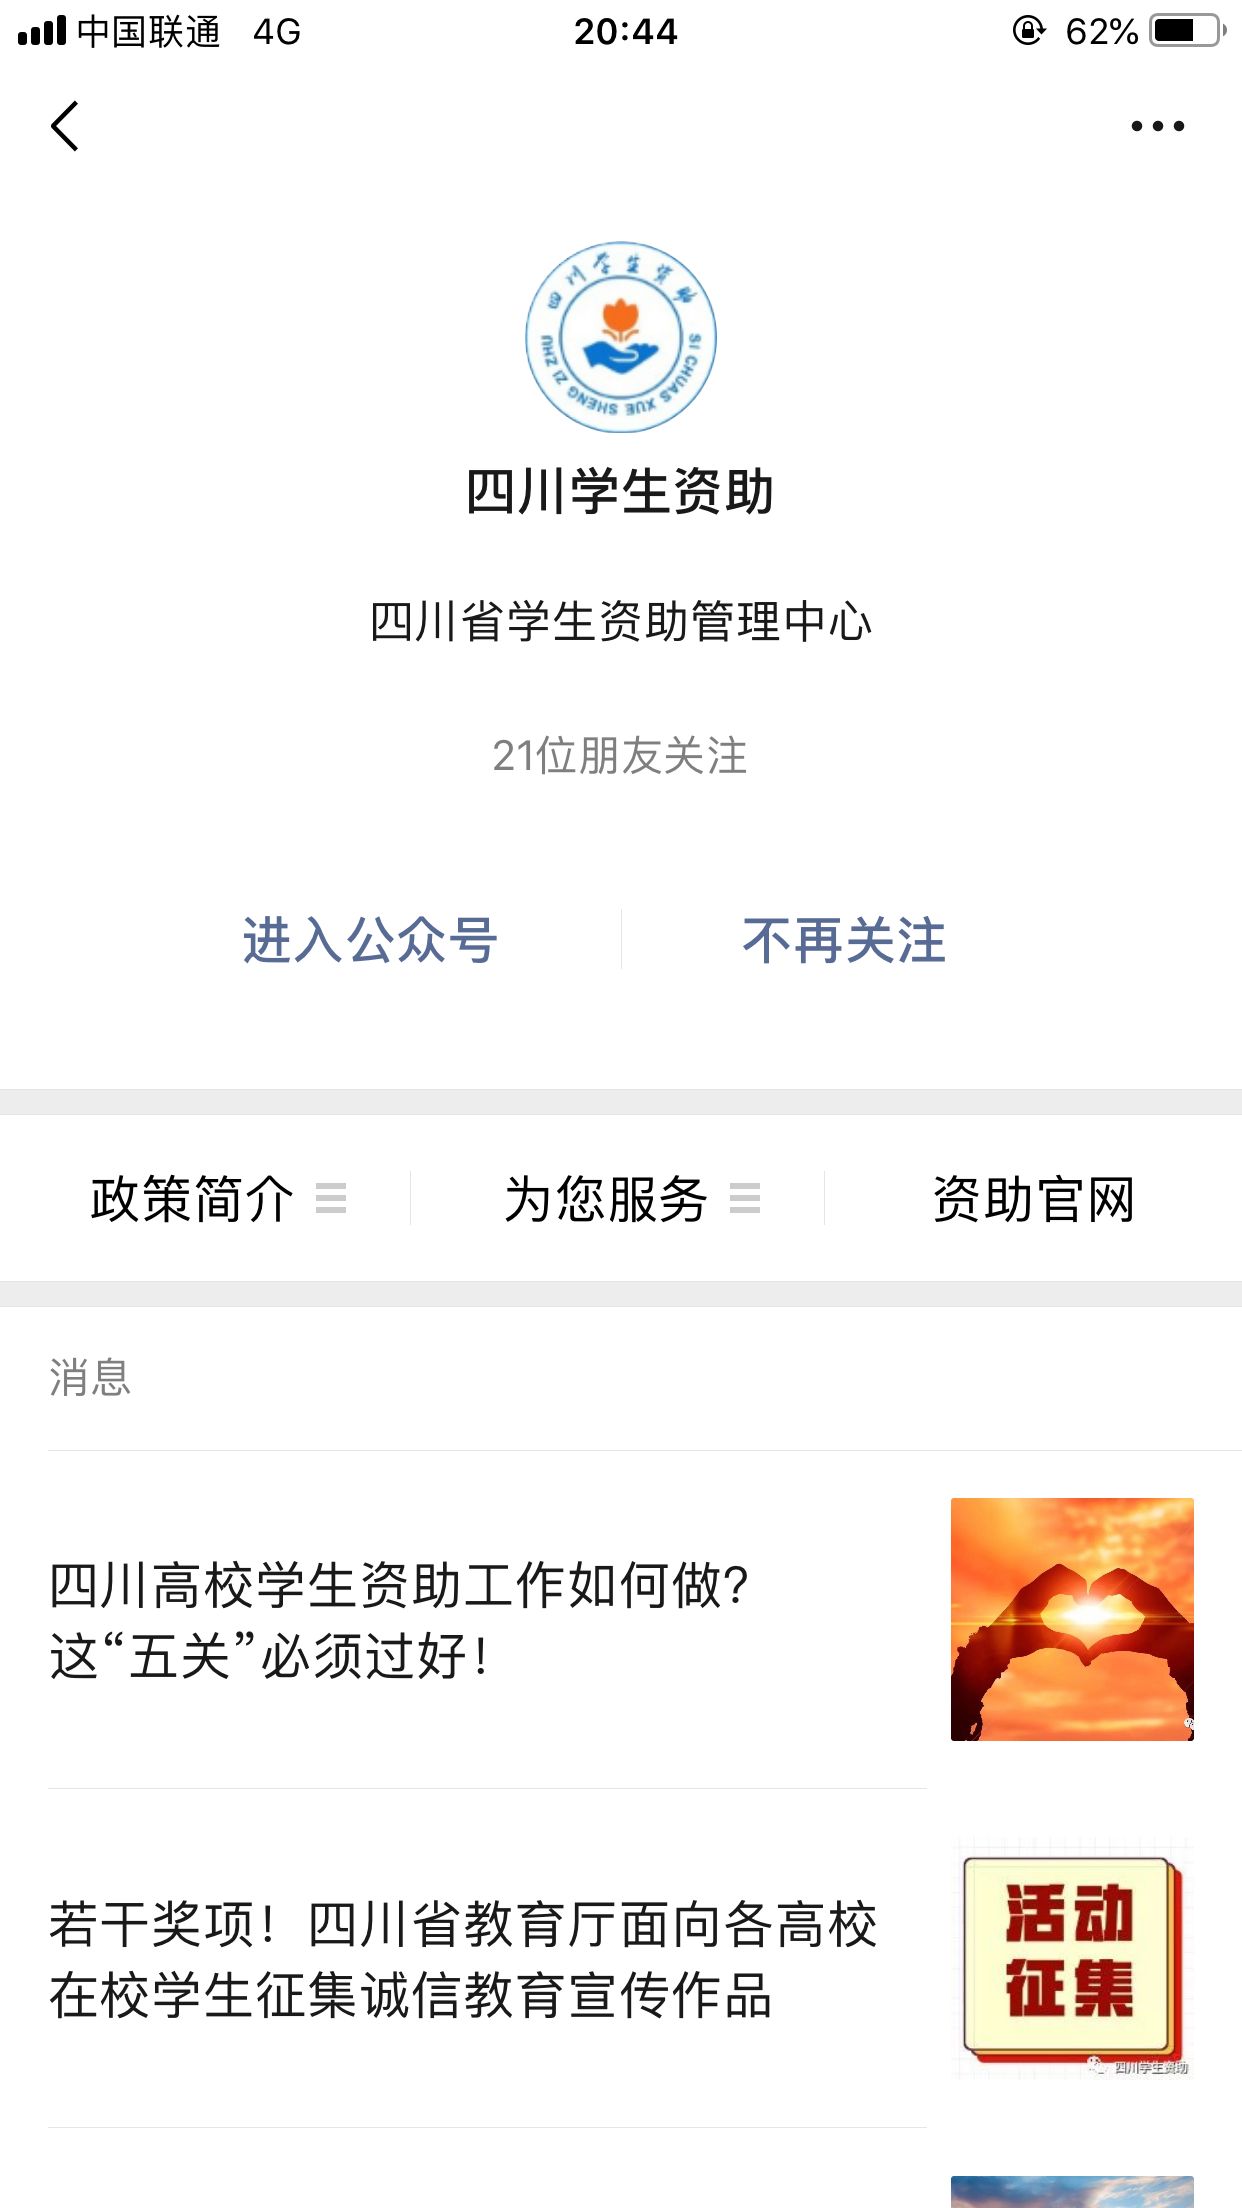 中国联通 4G 20:44 62%
四川学生资助
SI CHUAS XUE SHENG ZI ZHU
四川学生资助
四川省学生资助管理中心
21位朋友关注
进入公众号 不再关注
政策简介 为您服务 资助官网
消息
四川高校学生资助工作如何做?
这“五关”必须过好！
若干奖项！四川省教育厅面向各高校
在校学生征集诚信教育宣传作品
活动
征集
四川学生资助